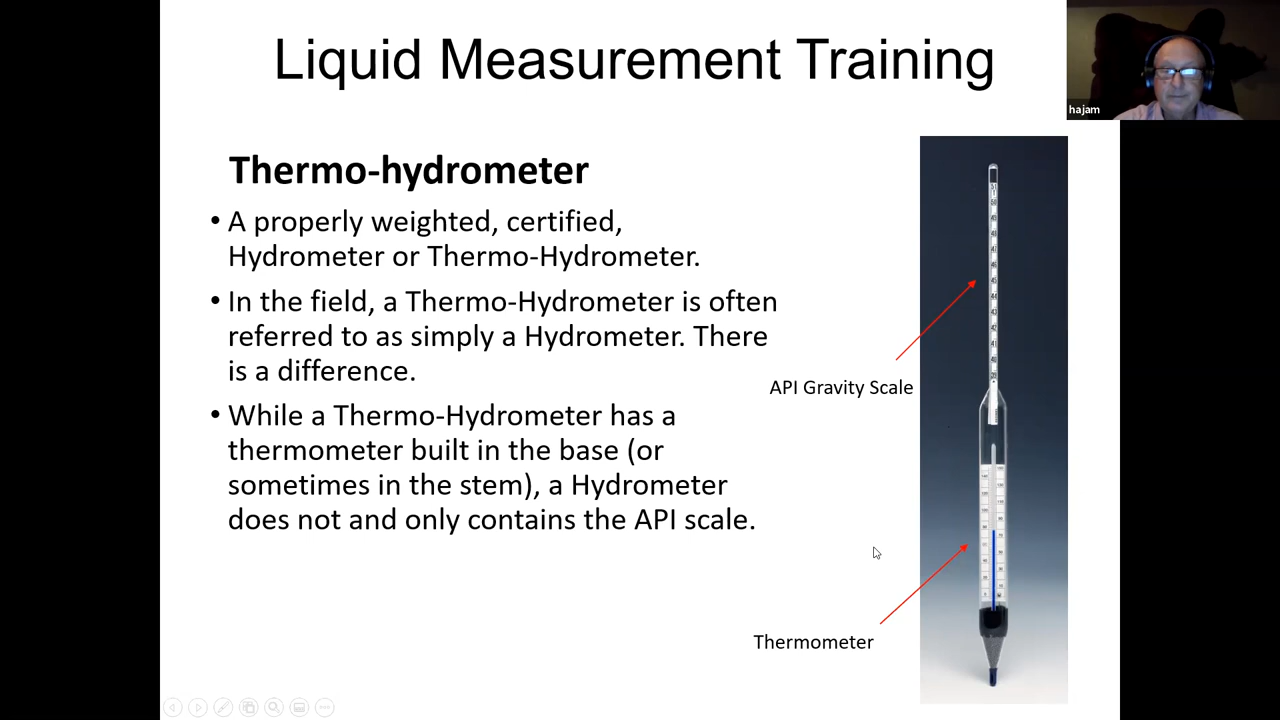 Liquid Measurement Training
hajam
Thermo-hydrometer
• A properly weighted, certified,
Hydrometer or Thermo-Hydrometer.
• In the field, a Thermo-Hydrometer is often
referred to as simply a Hydrometer. There
is a difference.
• While a Thermo-Hydrometer has a
thermometer built in the base (or
sometimes in the stem), a Hydrometer
does not and only contains the API scale.
API Gravity Scale
Thermometer